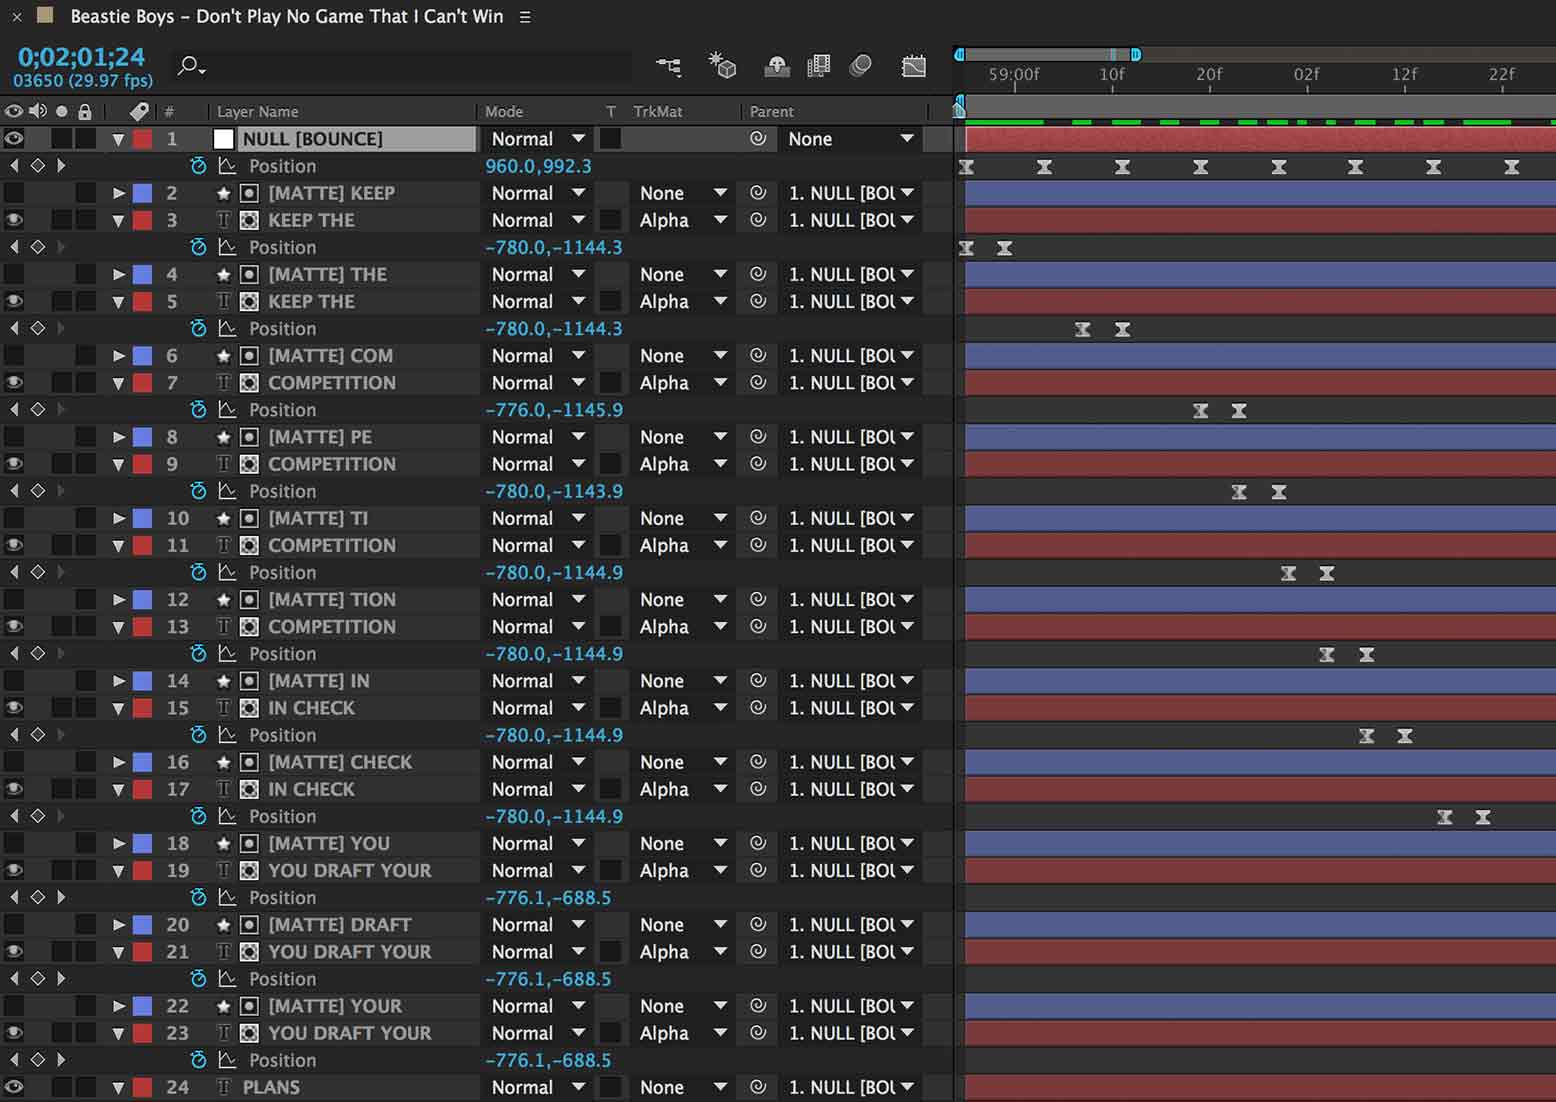 × Beastie Boys – Don't Play No Game That I Can't Win
0;02;01;24
03650 (29.97 fps)
59:00f 10f 20f 02f 12f 22f
# Layer Name Mode T TrkMat Parent
1 NULL [BOUNCE] Normal None
Position 960.0,992.3
2 [MATTE] KEEP Normal None 1. NULL [BOU
3 T KEEP THE Normal Alpha 1. NULL [BOU
Position -780.0,-1144.3
4 [MATTE] THE Normal None 1. NULL [BOU
5 T KEEP THE Normal Alpha 1. NULL [BOU
Position -780.0,-1144.3
6 [MATTE] COM Normal None 1. NULL [BOU
7 T COMPETITION Normal Alpha 1. NULL [BOU
Position -776.0,-1145.9
8 [MATTE] PE Normal None 1. NULL [BOU
9 T COMPETITION Normal Alpha 1. NULL [BOU
Position -780.0,-1143.9
10 [MATTE] TI Normal None 1. NULL [BOU
11 T COMPETITION Normal Alpha 1. NULL [BOU
Position -780.0,-1144.9
12 [MATTE] TION Normal None 1. NULL [BOU
13 T COMPETITION Normal Alpha 1. NULL [BOU
Position -780.0,-1144.9
14 [MATTE] IN Normal None 1. NULL [BOU
15 T IN CHECK Normal Alpha 1. NULL [BOU
Position -780.0,-1144.9
16 [MATTE] CHECK Normal None 1. NULL [BOU
17 T IN CHECK Normal Alpha 1. NULL [BOU
Position -780.0,-1144.9
18 [MATTE] YOU Normal None 1. NULL [BOU
19 T YOU DRAFT YOUR Normal Alpha 1. NULL [BOU
Position -776.1,-688.5
20 [MATTE] DRAFT Normal None 1. NULL [BOU
21 T YOU DRAFT YOUR Normal Alpha 1. NULL [BOU
Position -776.1,-688.5
22 [MATTE] YOUR Normal None 1. NULL [BOU
23 T YOU DRAFT YOUR Normal Alpha 1. NULL [BOU
Position -776.1,-688.5
24 T PLANS Normal None 1. NULL [BOU